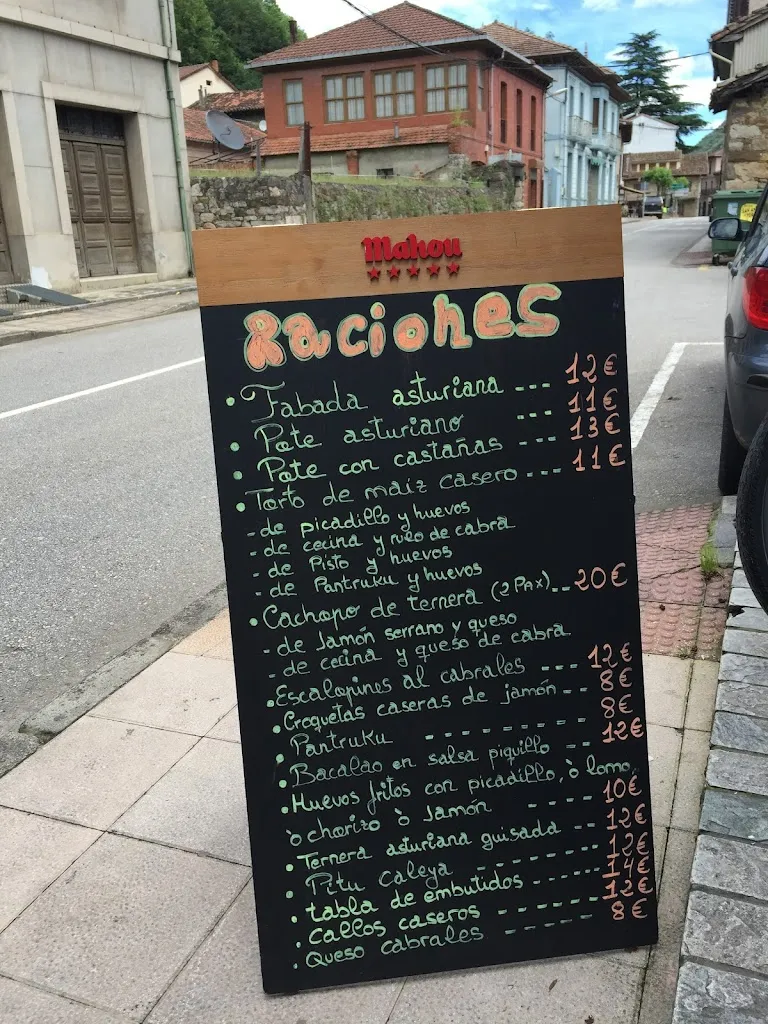 Mahou
Raciones
• Fabada asturiana --- 12€
• Pote asturiano --- 11€
• Pote con castañas --- 13€
• Torto de maiz casero --- 11€
- de picadillo y huevos
- de cecina y rulo de cabra
- de Pisto y huevos
- de Pantruku y huevos
• Cachopo de ternera (2 Pax)-- 20€
- de Jamón serrano y queso
- de cecina y queso de cabra
• Escalopines al cabrales --- 12€
• Croquetas caseras de jamón-- 8€
• Pantruku -------- 8€
• Bacalao en salsa piquillo -- 12€
• Huevos fritos con picadillo, ò lomo,
ò chorizo ò Jamón ---- 10€
• Ternera asturiana guisada -- 12€
• Pitu caleya ------- 12€
• tabla de embutidos ------ 14€
• Callos caseros ------ 12€
• Queso cabrales ----- 8€